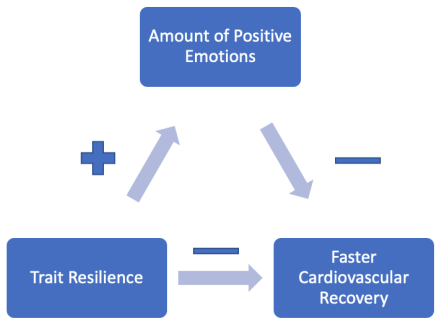 Amount of Positive
Emotions
Trait Resilience
Faster
Cardiovascular
Recovery